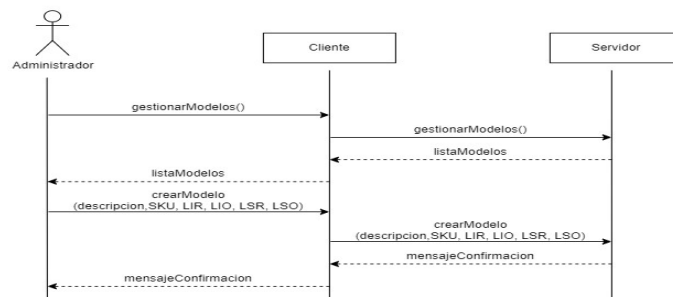 Cliente
Servidor
Administrador
gestionarModelos()
gestionarModelos()
listaModelos
listaModelos
crearModelo
(descripcion,SKU, LIR, LIO, LSR, LSO)
crearModelo
(descripcion,SKU, LIR, LIO, LSR, LSO)
mensajeConfirmacion
mensajeConfirmacion